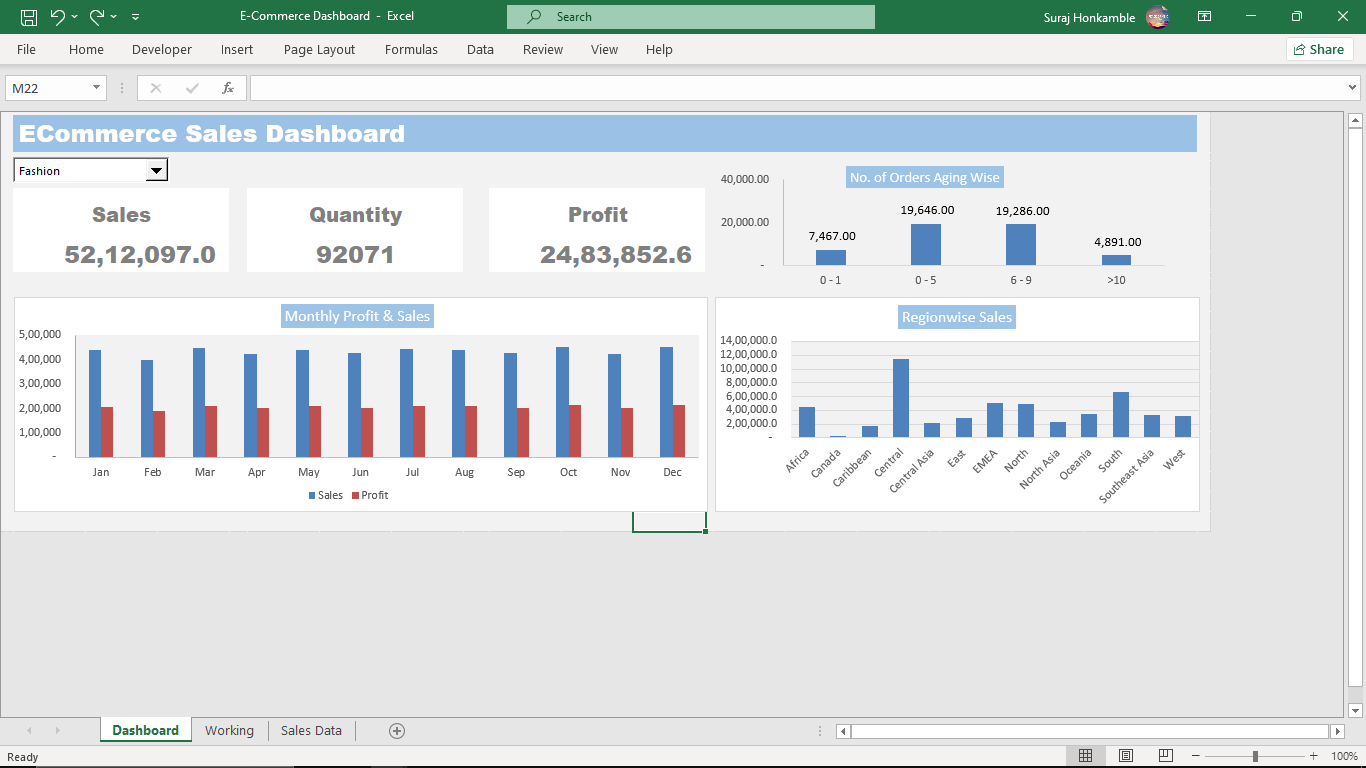 E-Commerce Dashboard - Excel
Search
Suraj Honkamble
File Home Developer Insert Page Layout Formulas Data Review View Help
Share
M22
fx
ECommerce Sales Dashboard
Fashion
Sales
52,12,097.0
Quantity
92071
Profit
24,83,852.6
No. of Orders Aging Wise
40,000.00
20,000.00
-
7,467.00
19,646.00
19,286.00
4,891.00
0 - 1 0 - 5 6 - 9 >10
Monthly Profit & Sales
5,00,000
4,00,000
3,00,000
2,00,000
1,00,000
-
Jan Feb Mar Apr May Jun Jul Aug Sep Oct Nov Dec
Sales Profit
Regionwise Sales
14,00,000.0
12,00,000.0
10,00,000.0
8,00,000.0
6,00,000.0
4,00,000.0
2,00,000.0
-
Africa
Canada
Caribbean
Central
Central Asia
East
EMEA
North
North Asia
Oceania
South
Southeast Asia
West
Dashboard Working Sales Data
Ready
100%